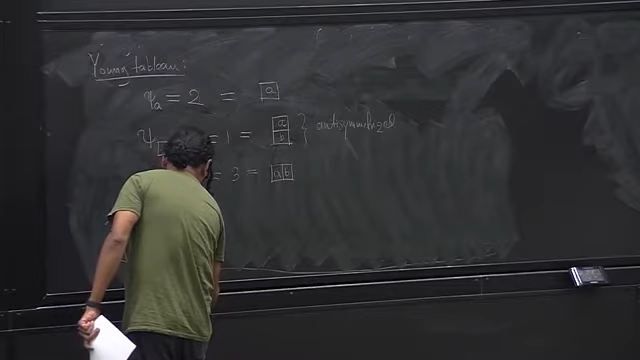 Young tableau:
ψa = 2 = a
ψ[ = 1 = a b } antisymmetrized
= 3 = a b